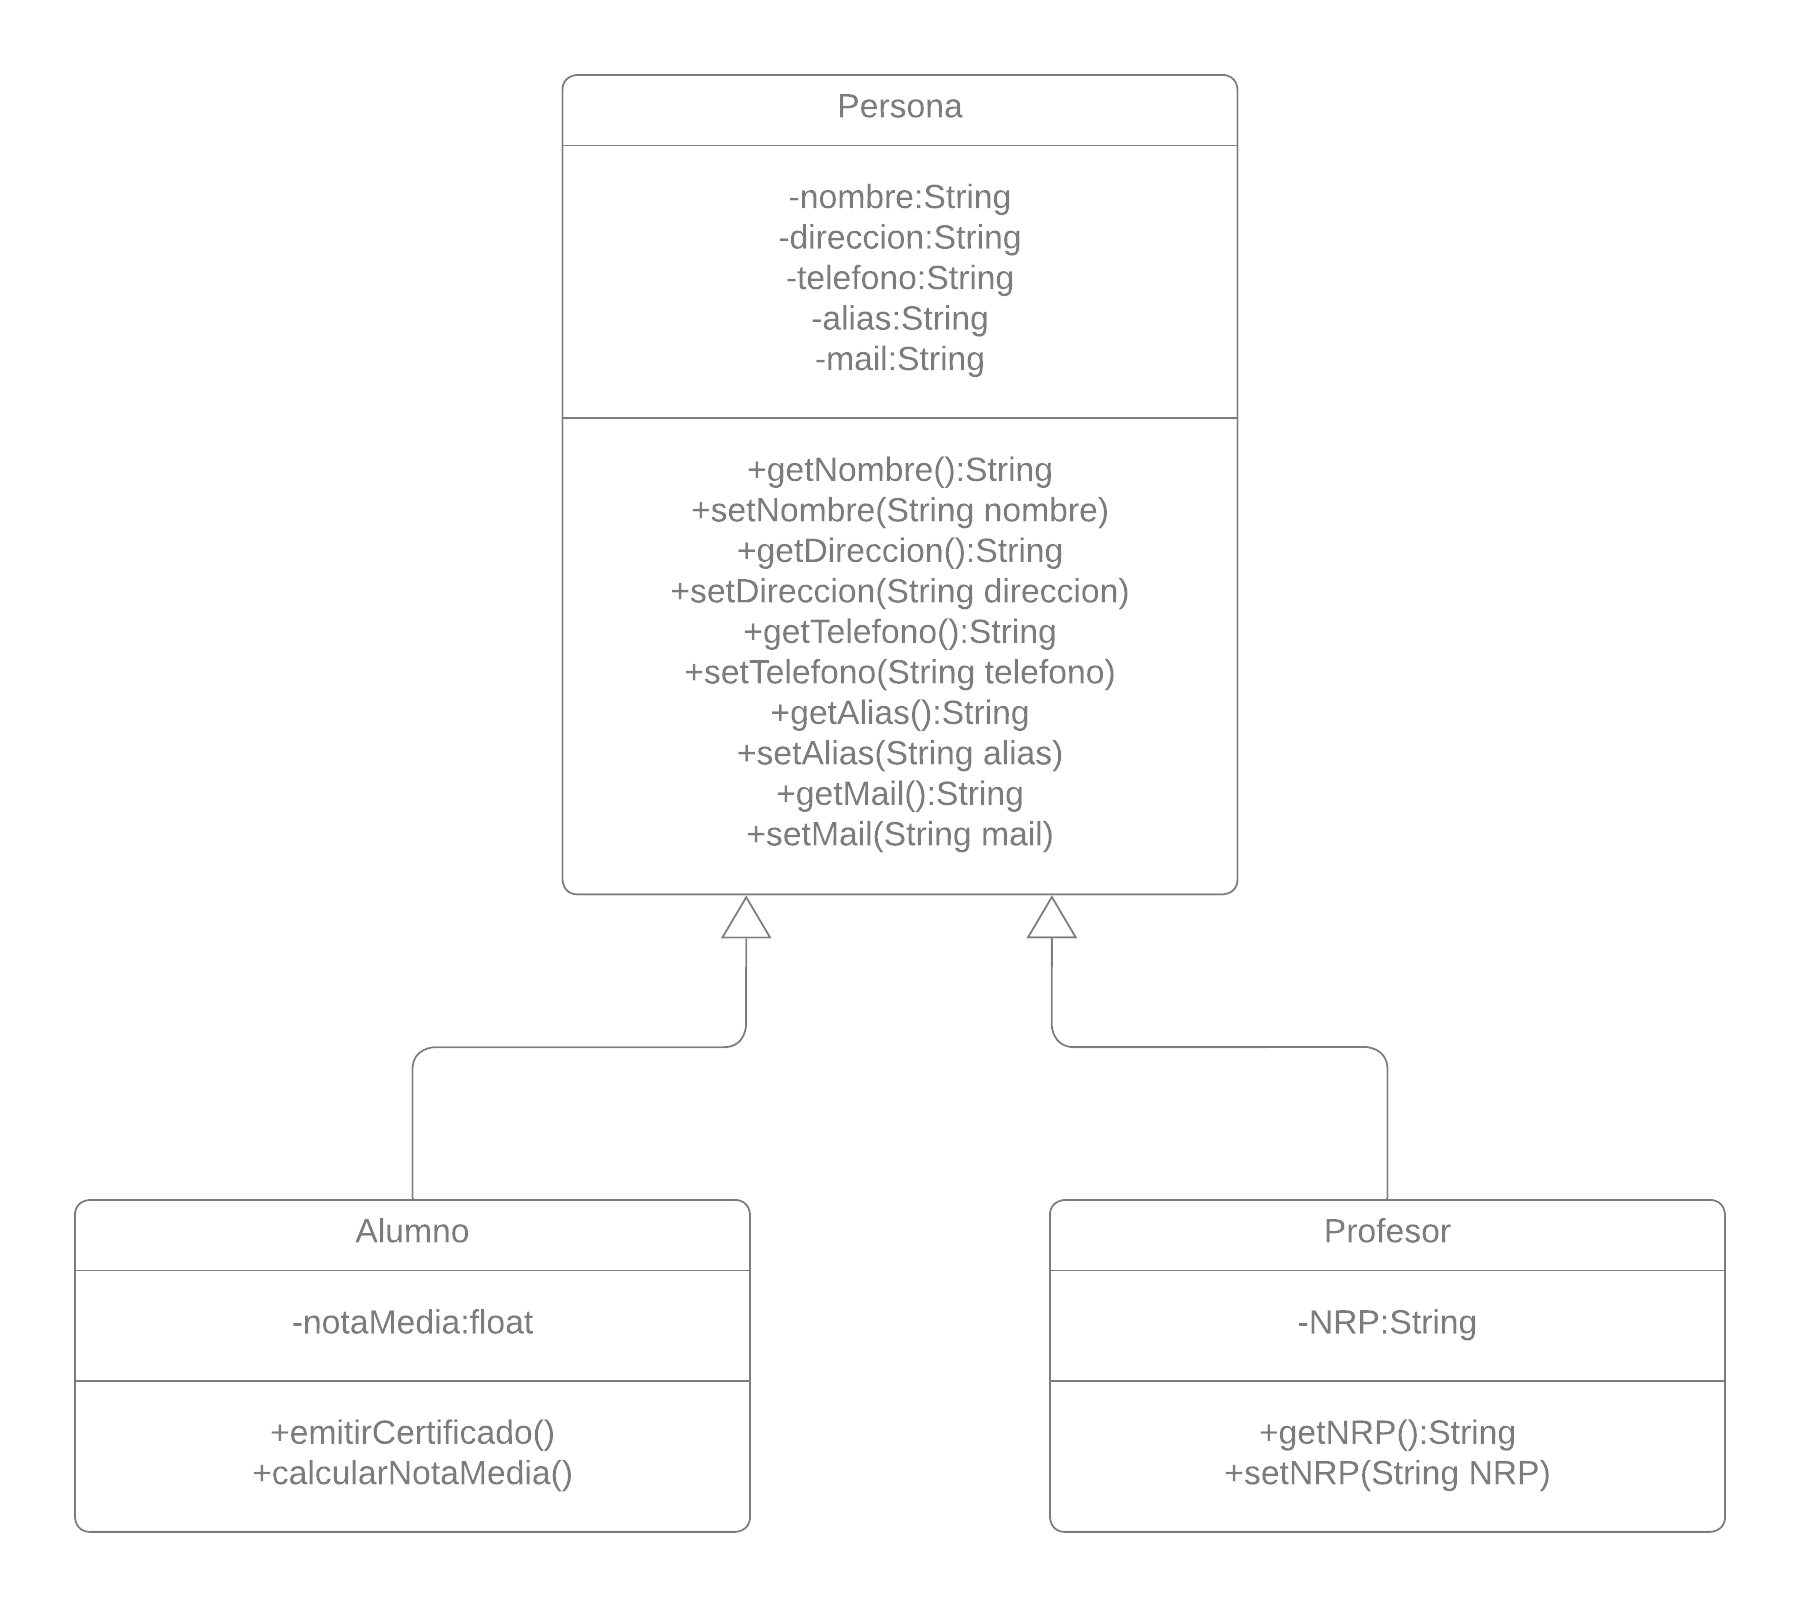 Persona
-nombre:String
-direccion:String
-telefono:String
-alias:String
-mail:String
+getNombre():String
+setNombre(String nombre)
+getDireccion():String
+setDireccion(String direccion)
+getTelefono():String
+setTelefono(String telefono)
+getAlias():String
+setAlias(String alias)
+getMail():String
+setMail(String mail)
Alumno
-notaMedia:float
+emitirCertificado()
+calcularNotaMedia()
Profesor
-NRP:String
+getNRP():String
+setNRP(String NRP)